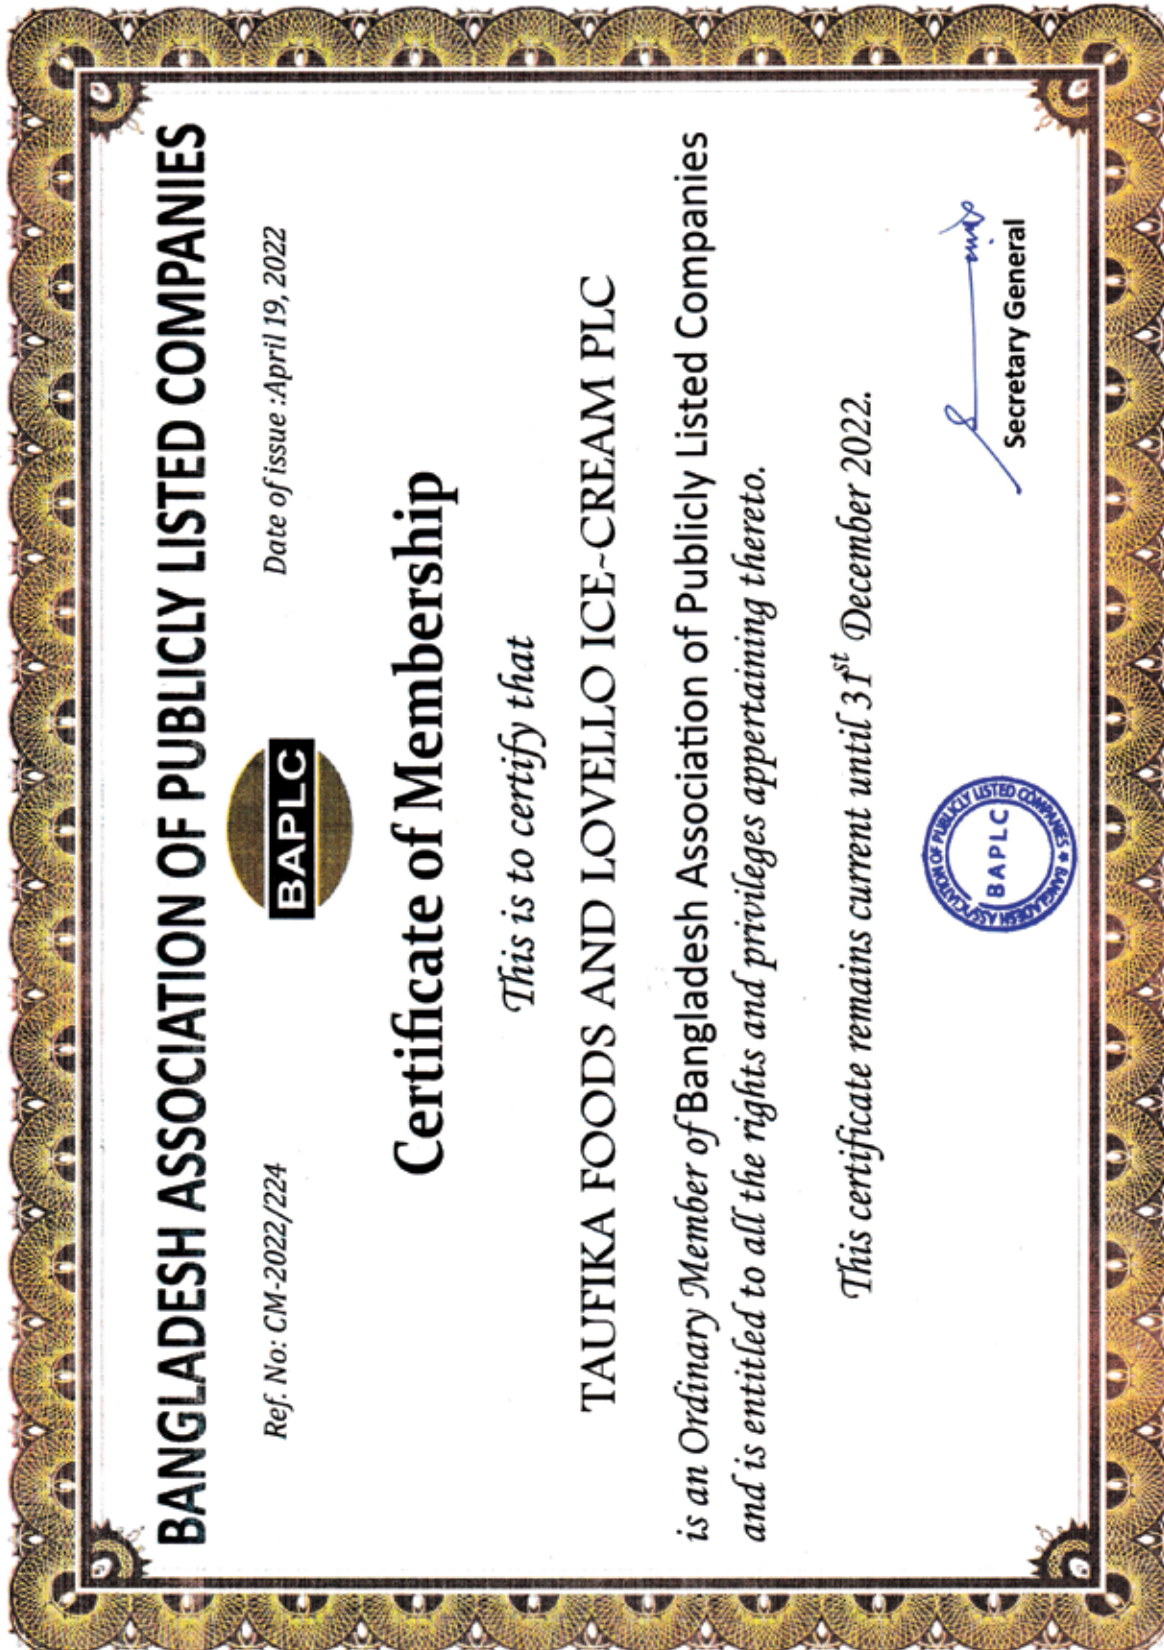 BANGLADESH ASSOCIATION OF PUBLICLY LISTED COMPANIES
Ref. No: CM-2022/224
Date of issue :April 19, 2022
BAPLC
Certificate of Membership
This is to certify that
TAUFIKA FOODS AND LOVELLO ICE-CREAM PLC
is an Ordinary Member of Bangladesh Association of Publicly Listed Companies
and is entitled to all the rights and privileges appertaining thereto.
This certificate remains current until 31st December 2022.
BANGLADESH ASSOCIATION OF PUBLICLY LISTED COMPANIES *
BAPLC
Secretary General